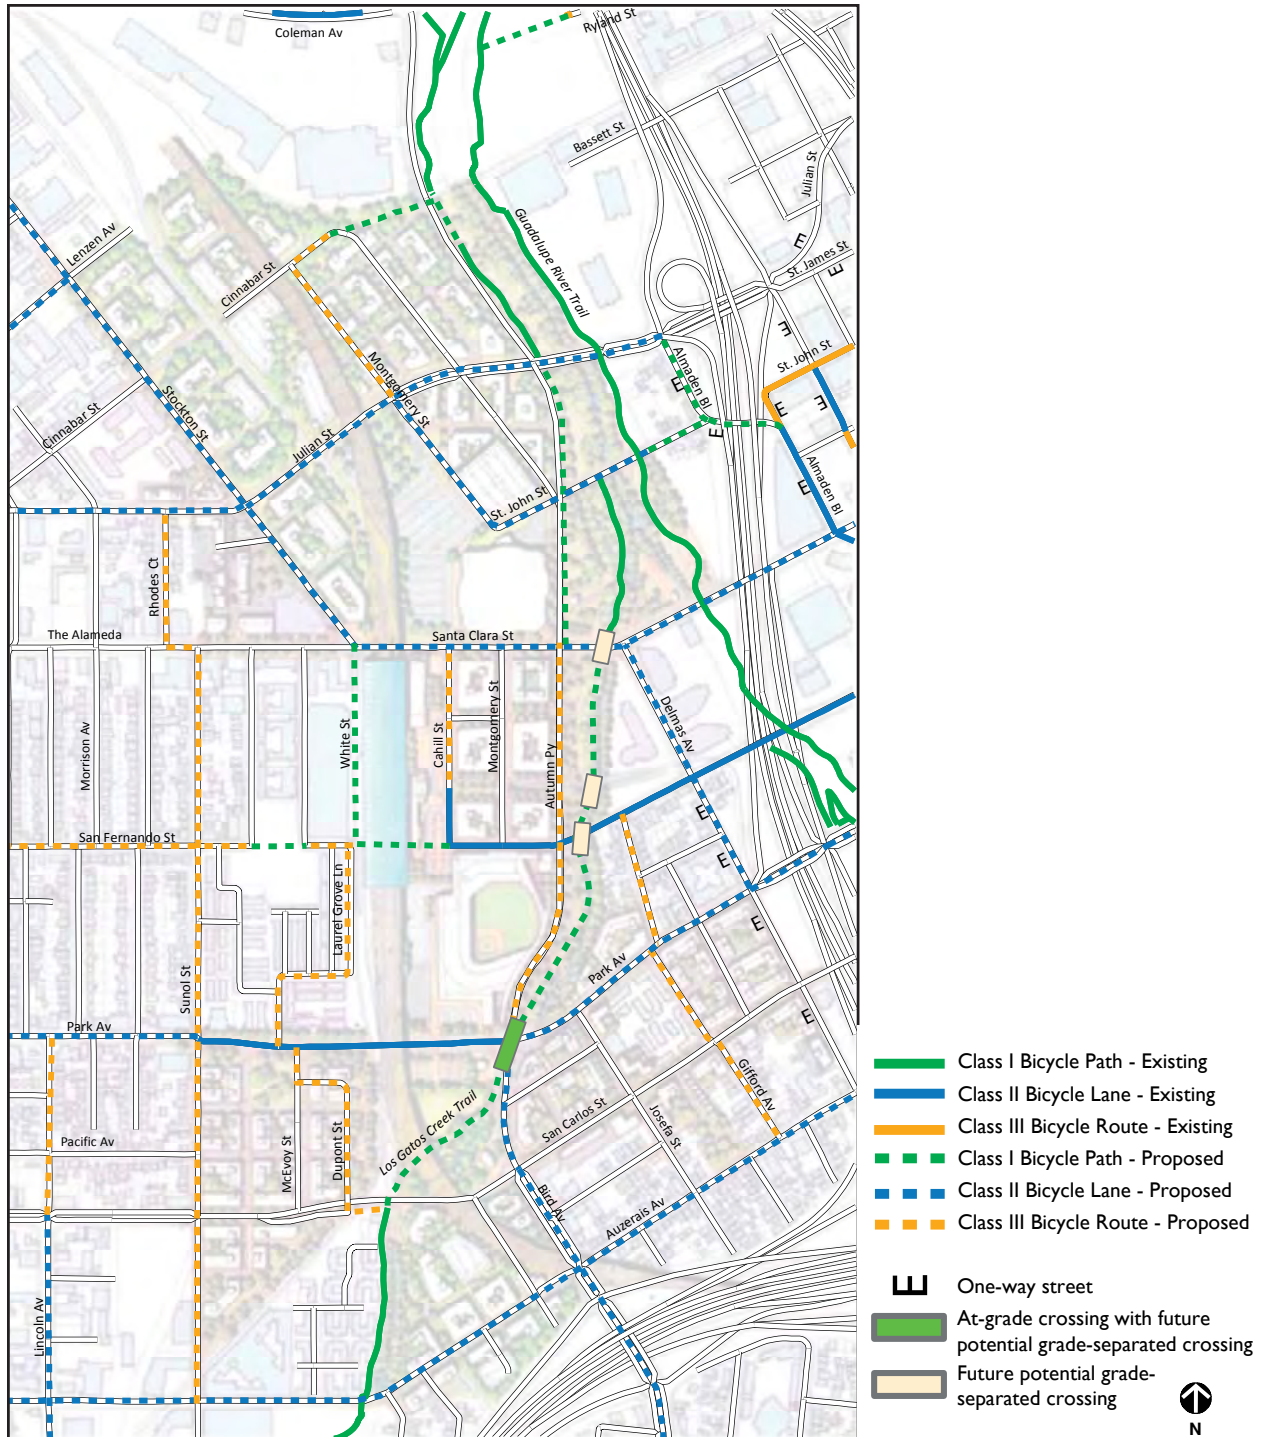 Coleman Av
Ryland St
Bassett St
Julian St
Lenzen Av
Guadalupe River Trail
E
St. James St
E
Cinnabar St
E
St. John St
Montgomery St
Almaden Bl
E
Stockton St
E
E
Cinnabar St
Julian St
E
Almaden Bl
E
St. John St
Rhodes Ct
The Alameda
Santa Clara St
Delmas Av
Morrison Av
White St
Cahill St
Montgomery St
Autumn Py
E
San Fernando St
E
Laurel Grove Ln
E
Sunol St
Park Av
Park Av
E
Gifford Av
Los Gatos Creek Trail
San Carlos St
Josefa St
Pacific Av
McEvoy St
Dupont St
Bird Av
Auzerais Av
Lincoln Av
Class I Bicycle Path - Existing
Class II Bicycle Lane - Existing
Class III Bicycle Route - Existing
Class I Bicycle Path - Proposed
Class II Bicycle Lane - Proposed
Class III Bicycle Route - Proposed
E One-way street
At-grade crossing with future
potential grade-separated crossing
Future potential grade-
separated crossing
N